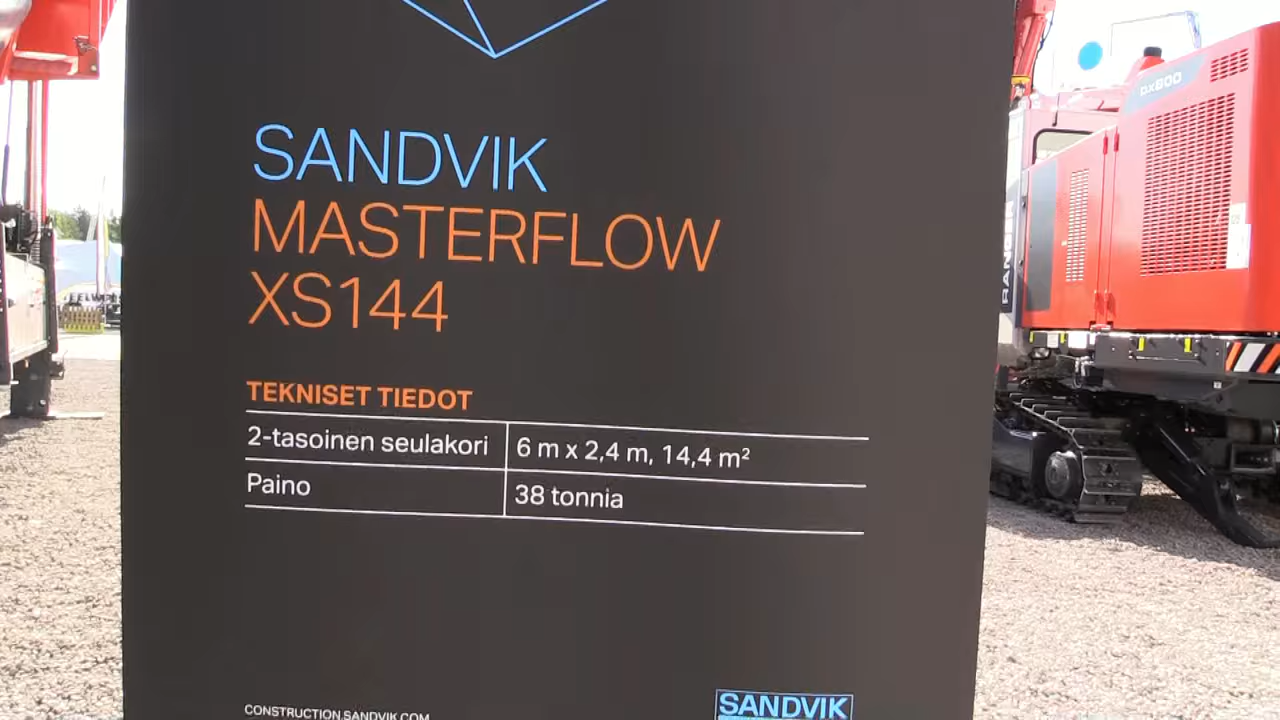 SANDVIK
MASTERFLOW
XS144
TEKNISET TIEDOT
2-tasoinen seulakori 6 m x 2,4 m, 14,4 m²
Paino 38 tonnia
CONSTRUCTION.SANDVIK.COM
SANDVIK
DX800
RANGER